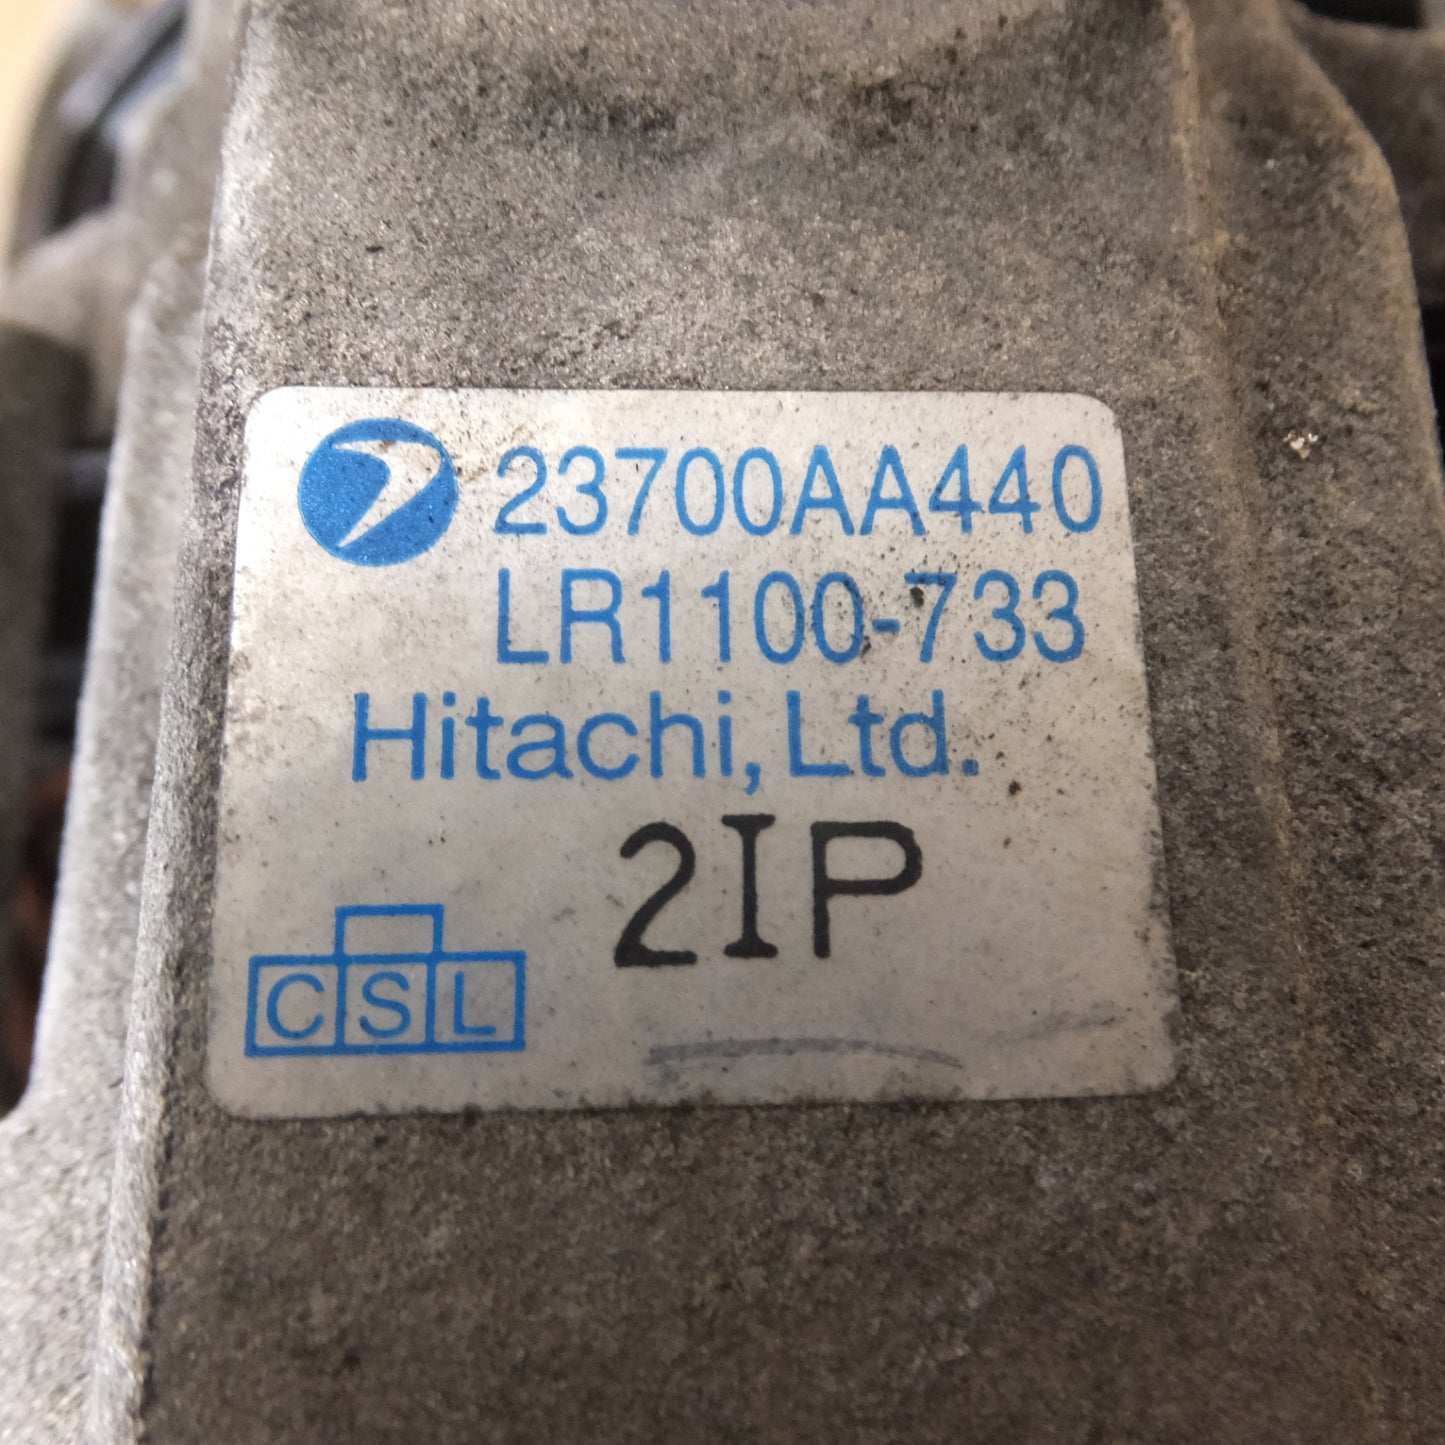 23700AA440
LR1100-733
Hitachi, Ltd.
2IP
CSL